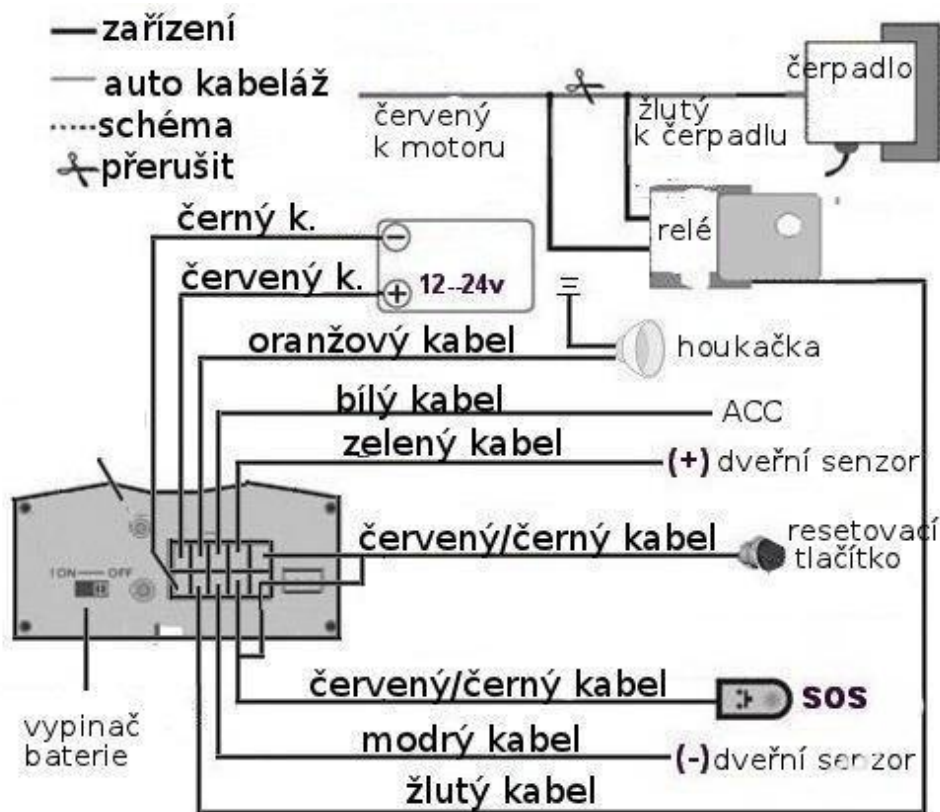 zařízení
auto kabeláž
schéma
přerušit
čerpadlo
červený
k motoru
žlutý
k čerpadlu
relé
černý k.
červený k.
12--24v
oranžový kabel
houkačka
bílý kabel
ACC
zelený kabel
(+) dveřní senzor
červený/černý kabel
resetovací
tlačítko
ON OFF
červený/černý kabel
SOS
vypinač
baterie
modrý kabel
(-) dveřní senzor
žlutý kabel